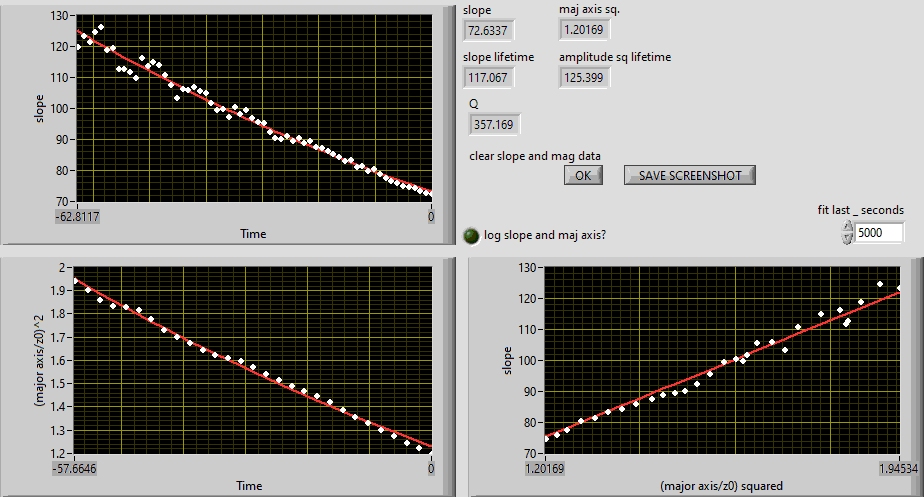 slope
72.6337
maj axis sq.
1.20169
slope lifetime
117.067
amplitude sq lifetime
125.399
Q
357.169
clear slope and mag data
OK
SAVE SCREENSHOT
fit last _ seconds
5000
log slope and maj axis?
130
120
110
100
90
80
70
slope
-62.8117
0
Time
2
1.9
1.8
1.7
1.6
1.5
1.4
1.3
1.2
(major axis/z0)^2
-57.6646
0
Time
130
120
110
100
90
80
70
slope
1.20169
1.94534
(major axis/z0) squared